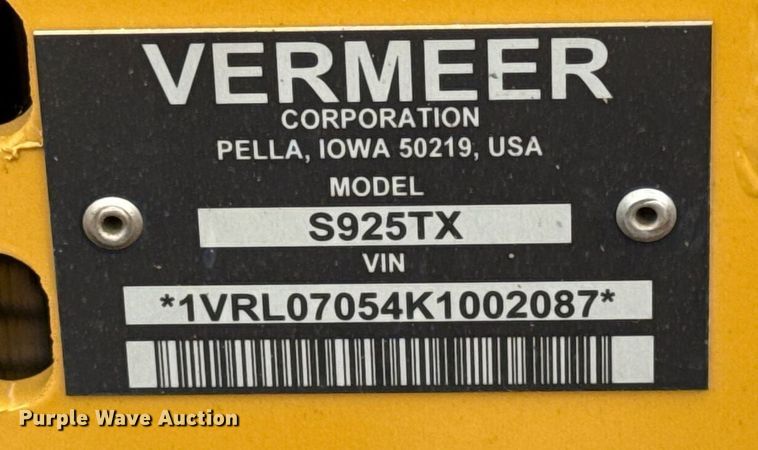 VERMEER
CORPORATION
PELLA, IOWA 50219, USA
MODEL
S925TX
VIN
*1VRL07054K1002087*
Purple Wave Auction